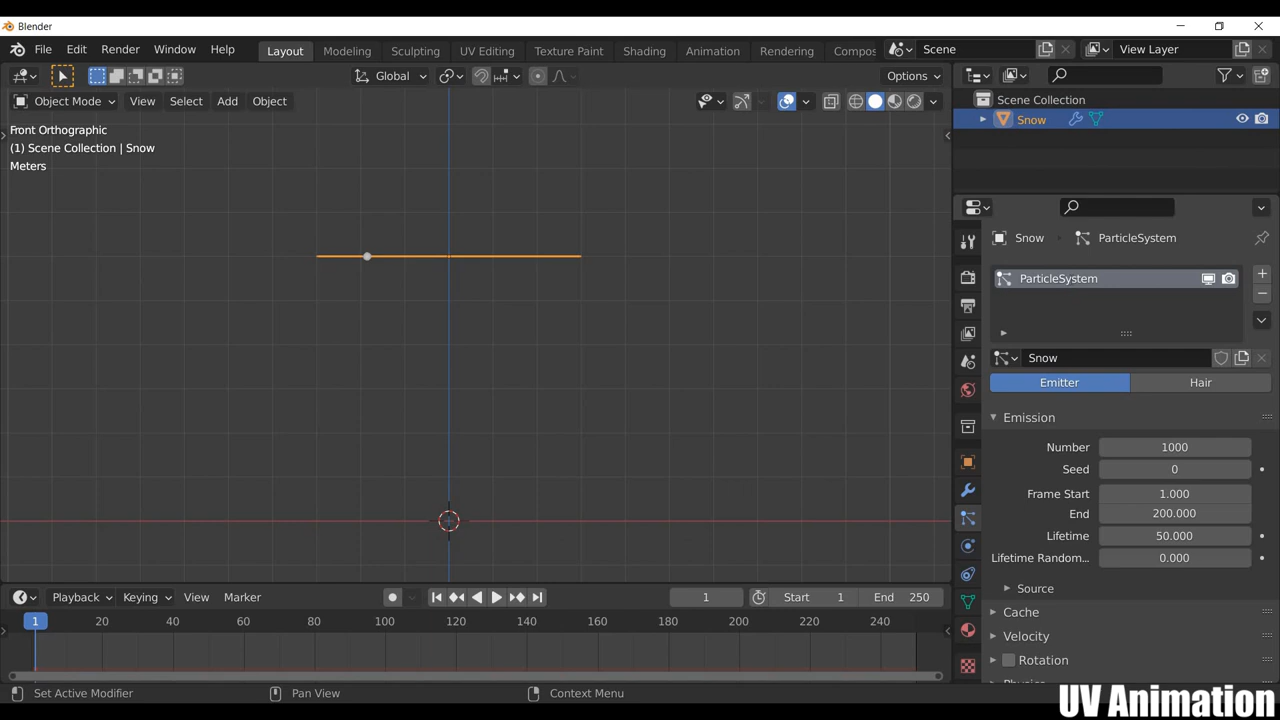 Blender
File Edit Render Window Help Layout Modeling Sculpting UV Editing Texture Paint Shading Animation Rendering Compos Scene View Layer
Global Options
Object Mode View Select Add Object
Front Orthographic
(1) Scene Collection | Snow
Meters
Scene Collection
Snow
Snow ParticleSystem
ParticleSystem
Snow
Emitter Hair
Emission
Number 1000
Seed 0
Frame Start 1.000
End 200.000
Lifetime 50.000
Lifetime Random... 0.000
Source
Cache
Velocity
Rotation
Playback Keying View Marker 1 Start 1 End 250
1 20 40 60 80 100 120 140 160 180 200 220 240
Set Active Modifier Pan View Context Menu
UV Animation